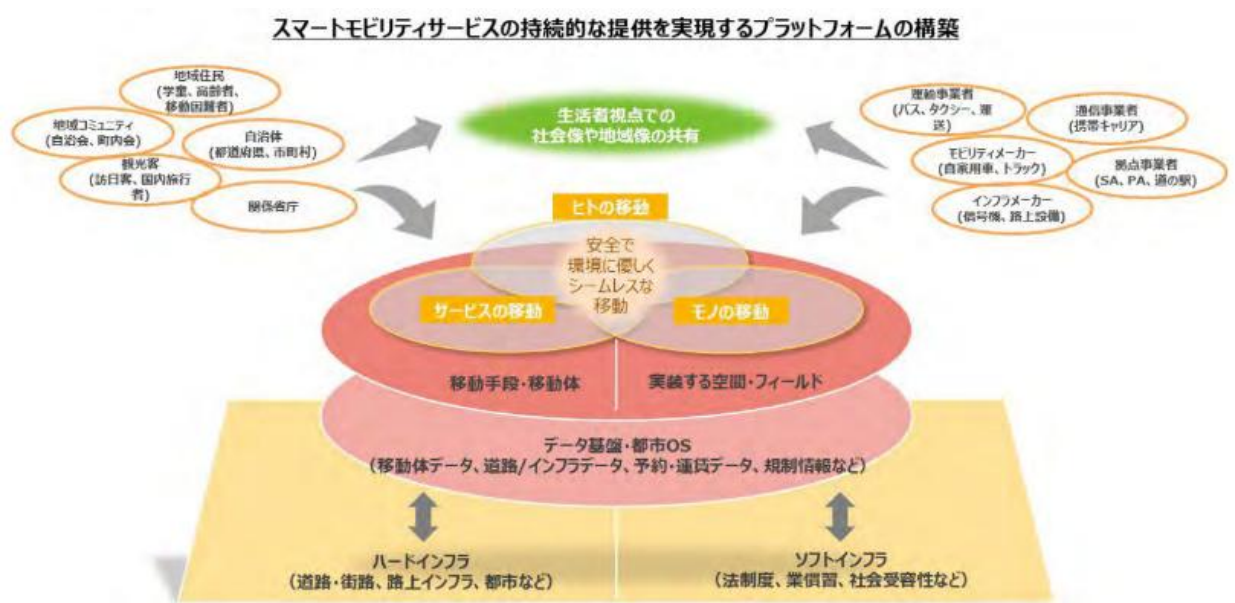 スマートモビリティサービスの持続的な提供を実現するプラットフォームの構築
地域住民
(学童、高齢者、
移動困難者)
地域コミュニティ
(自治会、町内会)
自治体
(都道府県、市町村)
観光客
(訪日客、国内旅行
者)
関係省庁
生活者視点での
社会像や地域像の共有
運輸事業者
(バス、タクシー、運
送)
通信事業者
(携帯キャリア)
モビリティメーカー
(自家用車、トラック)
拠点事業者
(SA、PA、道の駅)
インフラメーカー
(信号機、路上設備)
ヒトの移動
安全で
環境に優しく
シームレスな
移動
サービスの移動
モノの移動
移動手段・移動体
実装する空間・フィールド
データ基盤・都市OS
(移動体データ、道路/インフラデータ、予約・運賃データ、規制情報など)
ハードインフラ
(道路・街路、路上インフラ、都市など)
ソフトインフラ
(法制度、業慣習、社会受容性など)